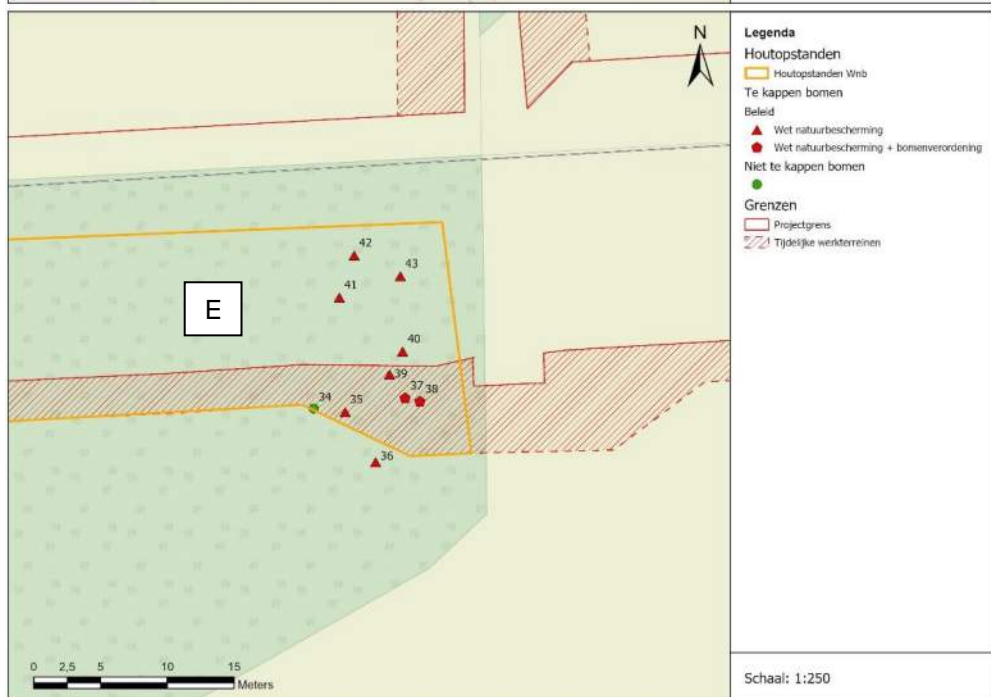 N
42
43
41
E
40
39
37
38
34
35
36
0 2,5 5 10 15
Meters
Legenda
Houtopstanden
Houtopstanden Wnb
Te kappen bomen
Beleid
Wet natuurbescherming
Wet natuurbescherming + bomenverordening
Niet te kappen bomen
Grenzen
Projectgrens
Tijdelijke werkterreinen
Schaal: 1:250